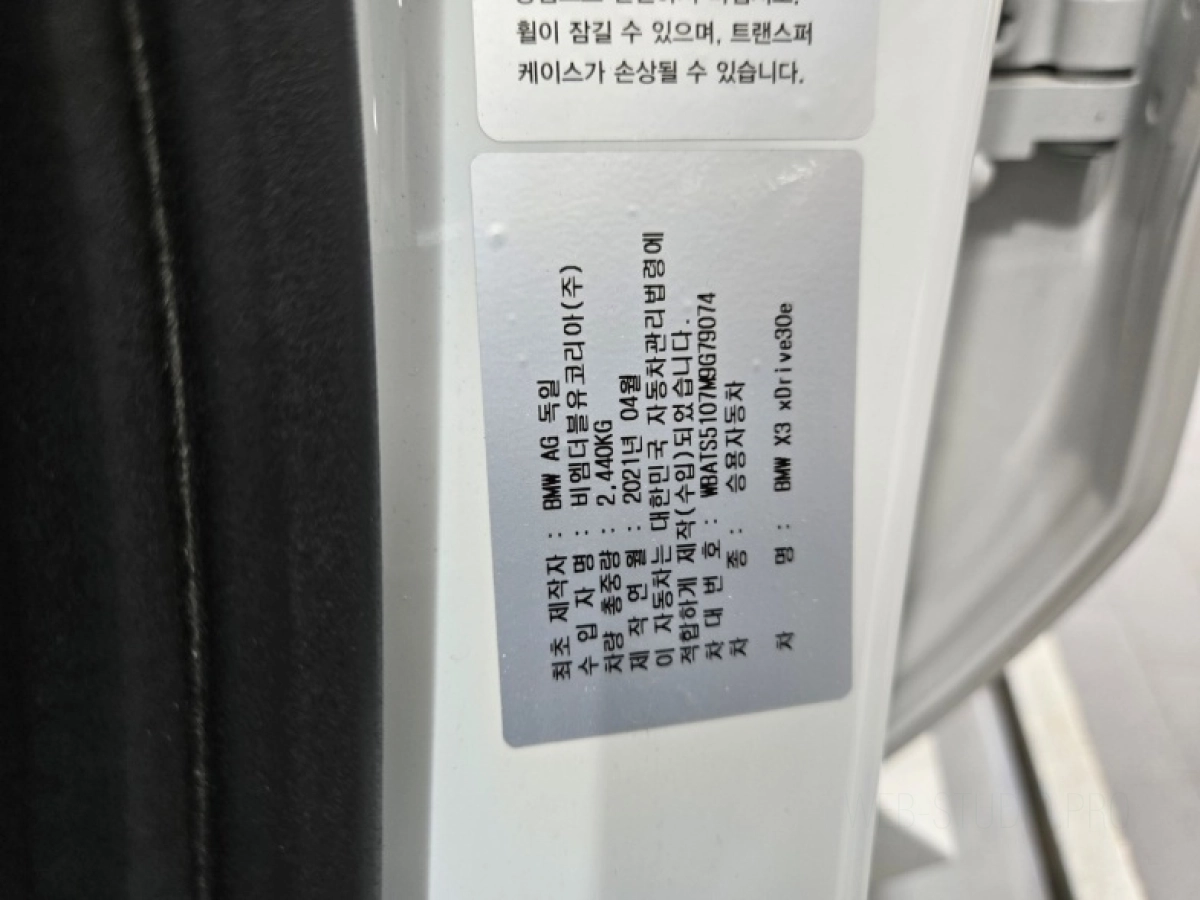 휠이 잠길 수 있으며, 트랜스퍼
케이스가 손상될 수 있습니다.
최초 제작자 : BMW AG 독일
수 입 자 명 : 비엠더블유코리아(주)
차량 총중량 : 2,440KG
제 작 연 월 : 2021년 04월
이 자동차는 대한민국 자동차관리법령에
적합하게 제작(수입)되었습니다.
차 대 번 호 : WBATS5107M9G79074
차 종 : 승용자동차
차 명 : BMW X3 xDrive30e